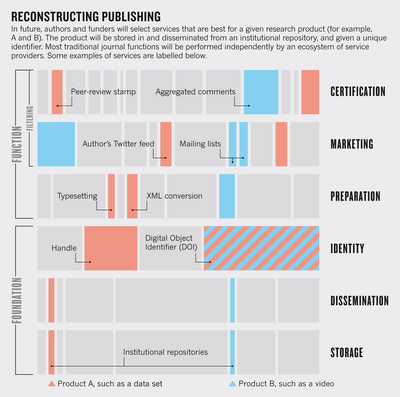 RECONSTRUCTING PUBLISHING
In future, authors and funders will select services that are best for a given research product (for example,
A and B). The product will be stored in and disseminated from an institutional repository, and given a unique
identifier. Most traditional journal functions will be performed independently by an ecosystem of service
providers. Some examples of services are labelled below.
FUNCTION
FILTERING
Peer-review stamp
Aggregated comments
CERTIFICATION
Author's Twitter feed
Mailing lists
MARKETING
Typesetting
XML conversion
PREPARATION
FOUNDATION
Handle
Digital Object
Identifier (DOI)
IDENTITY
DISSEMINATION
Institutional repositories
STORAGE
Product A, such as a data set
Product B, such as a video